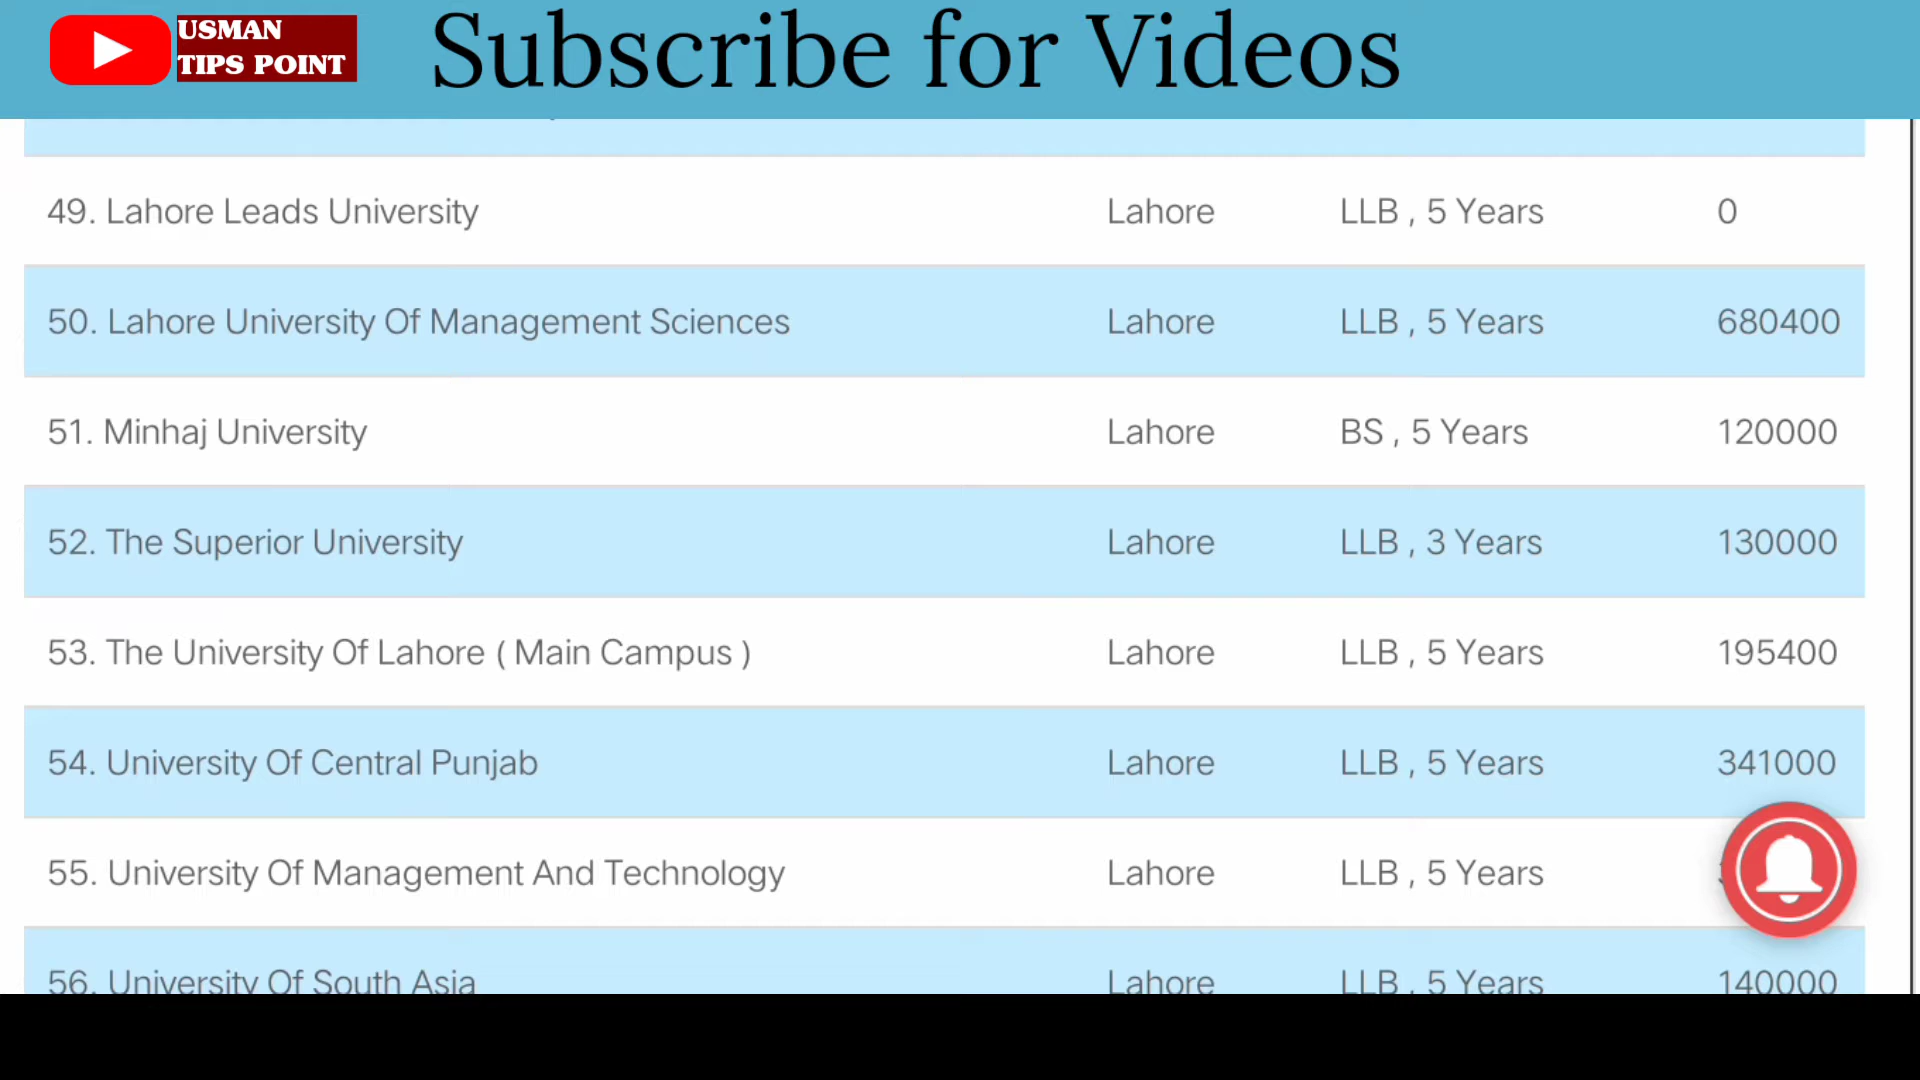 USMAN
TIPS POINT
Subscribe for Videos
49. Lahore Leads University Lahore LLB , 5 Years 0
50. Lahore University Of Management Sciences Lahore LLB , 5 Years 680400
51. Minhaj University Lahore BS , 5 Years 120000
52. The Superior University Lahore LLB , 3 Years 130000
53. The University Of Lahore ( Main Campus ) Lahore LLB , 5 Years 195400
54. University Of Central Punjab Lahore LLB , 5 Years 341000
55. University Of Management And Technology Lahore LLB , 5 Years
56. University Of South Asia Lahore LLB , 5 Years 140000